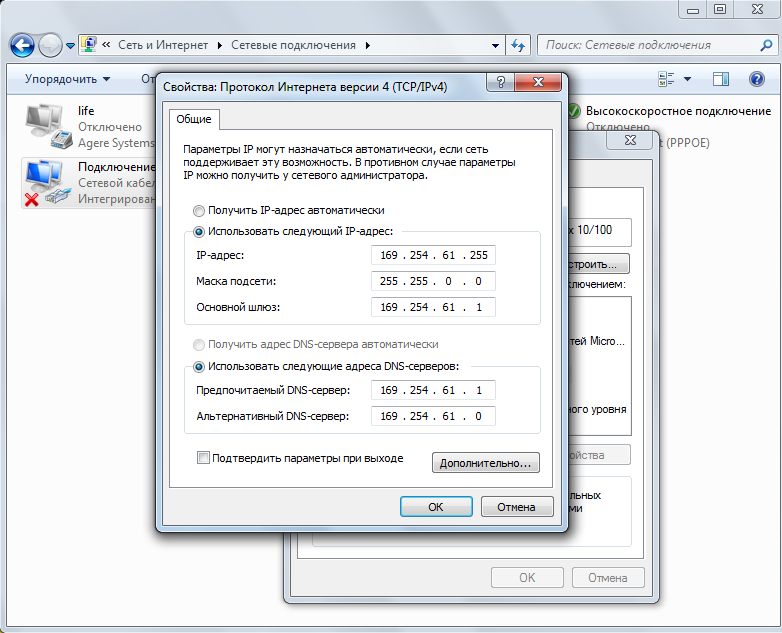 « Сеть и Интернет Сетевые подключения
Поиск: Сетевые подключения
Упорядочить
life
Отключено
Agere Systems
Подключение
Сетевой кабел
Интегрирован
Высокоскоростное подключение
Отключено
(PPPOE)
Свойства: Протокол Интернета версии 4 (TCP/IPv4)
Общие
Параметры IP могут назначаться автоматически, если сеть
поддерживает эту возможность. В противном случае параметры
IP можно получить у сетевого администратора.
Получить IP-адрес автоматически
Использовать следующий IP-адрес:
IP-адрес: 169 . 254 . 61 . 255
Маска подсети: 255 . 255 . 0 . 0
Основной шлюз: 169 . 254 . 61 . 1
Получить адрес DNS-сервера автоматически
Использовать следующие адреса DNS-серверов:
Предпочитаемый DNS-сервер: 169 . 254 . 61 . 1
Альтернативный DNS-сервер: 169 . 254 . 61 . 0
Подтвердить параметры при выходе
Дополнительно...
ОК
Отмена
x 10/100
строить...
ключением:
тей Micro...
ного уровня
ойства
льных
ми
ОК
Отмена